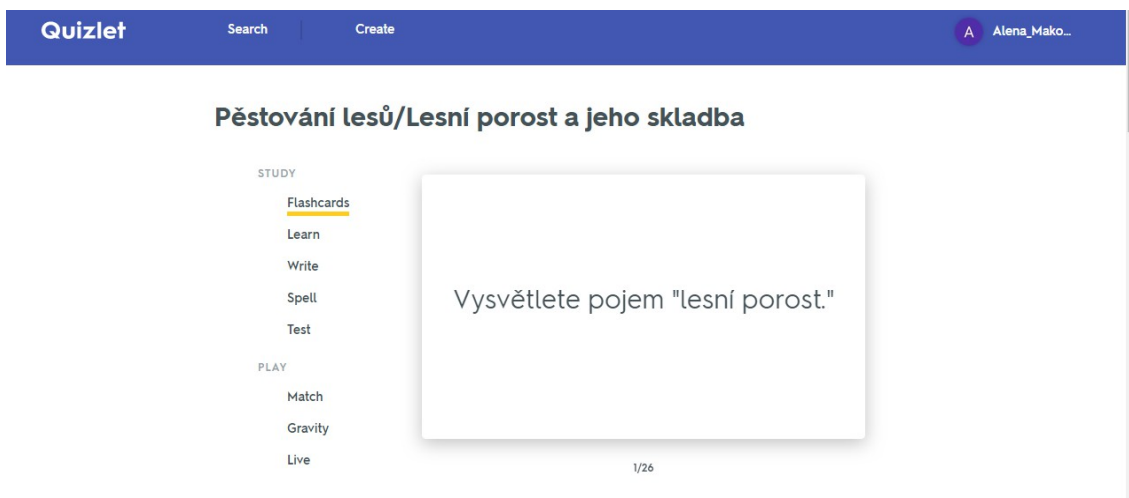 Quizlet Search Create A Alena_Mako...
Pěstování lesů/Lesní porost a jeho skladba
STUDY
Flashcards
Learn
Write
Spell
Test
PLAY
Match
Gravity
Live
Vysvětlete pojem "lesní porost."
1/26